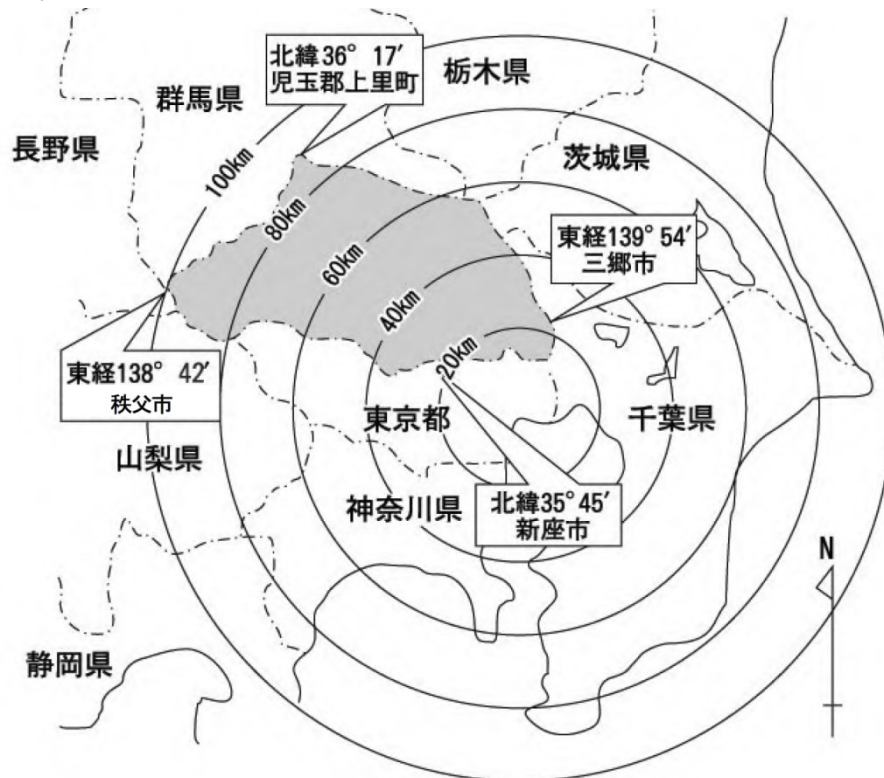 北緯36° 17′
児玉郡上里町
栃木県
群馬県
長野県
茨城県
100km
80km
60km
40km
20km
東経139° 54′
三郷市
東経138° 42′
秩父市
東京都
千葉県
山梨県
神奈川県
北緯35°45′
新座市
N
静岡県